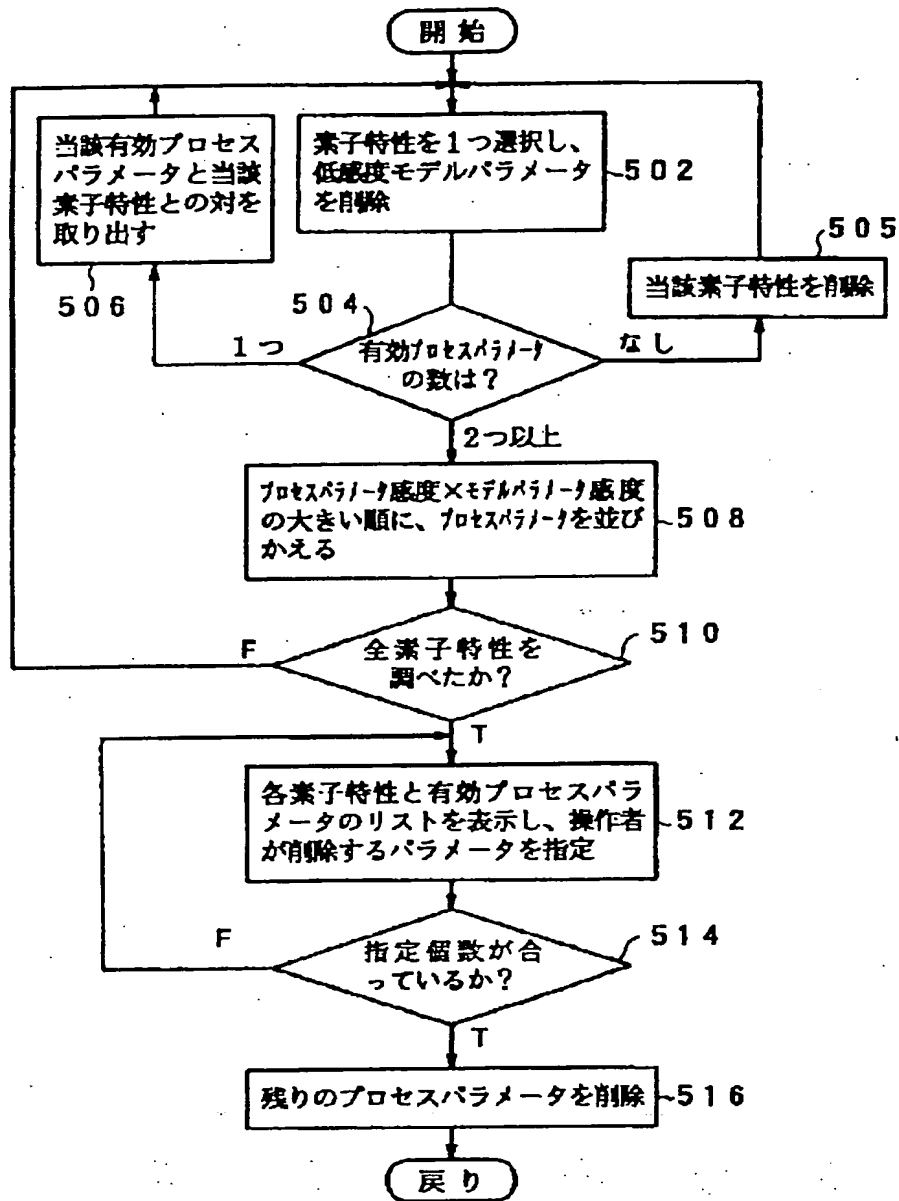 開始
当該有効プロセス
パラメータと当該
素子特性との対を
取り出す
506
素子特性を1つ選択し、
低感度モデルパラメータ
を削除
502
505
当該素子特性を削除
504
1つ
有効プロセスパラメータ
の数は?
なし
2つ以上
プロセスパラメータ感度×モデルパラメータ感度
の大きい順に、プロセスパラメータを並び
かえる
508
F
全素子特性を
調べたか?
510
T
各素子特性と有効プロセスパラ
メータのリストを表示し、操作者
が削除するパラメータを指定
512
F
指定個数が合
っているか?
514
T
残りのプロセスパラメータを削除
516
戻り